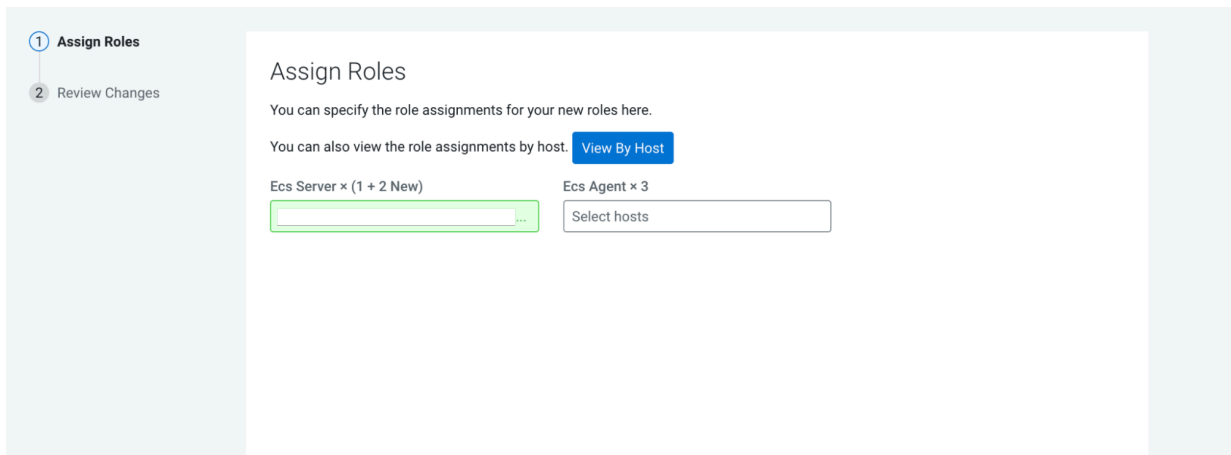 1 Assign Roles
2 Review Changes
Assign Roles
You can specify the role assignments for your new roles here.
You can also view the role assignments by host. View By Host
Ecs Server × (1 + 2 New) Ecs Agent × 3
... Select hosts